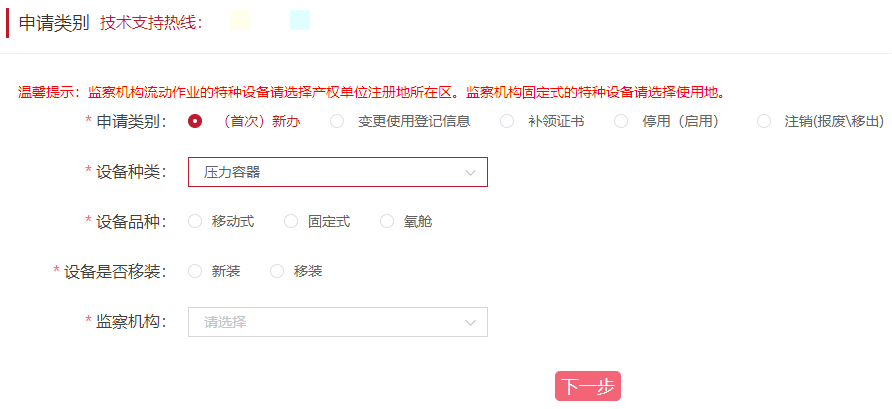 申请类别 技术支持热线：
温馨提示：监察机构流动作业的特种设备请选择产权单位注册地所在区。监察机构固定式的特种设备请选择使用地。
* 申请类别： （首次）新办 变更使用登记信息 补领证书 停用（启用） 注销(报废\移出)
* 设备种类： 压力容器
* 设备品种： 移动式 固定式 氧舱
* 设备是否移装： 新装 移装
* 监察机构： 请选择
下一步